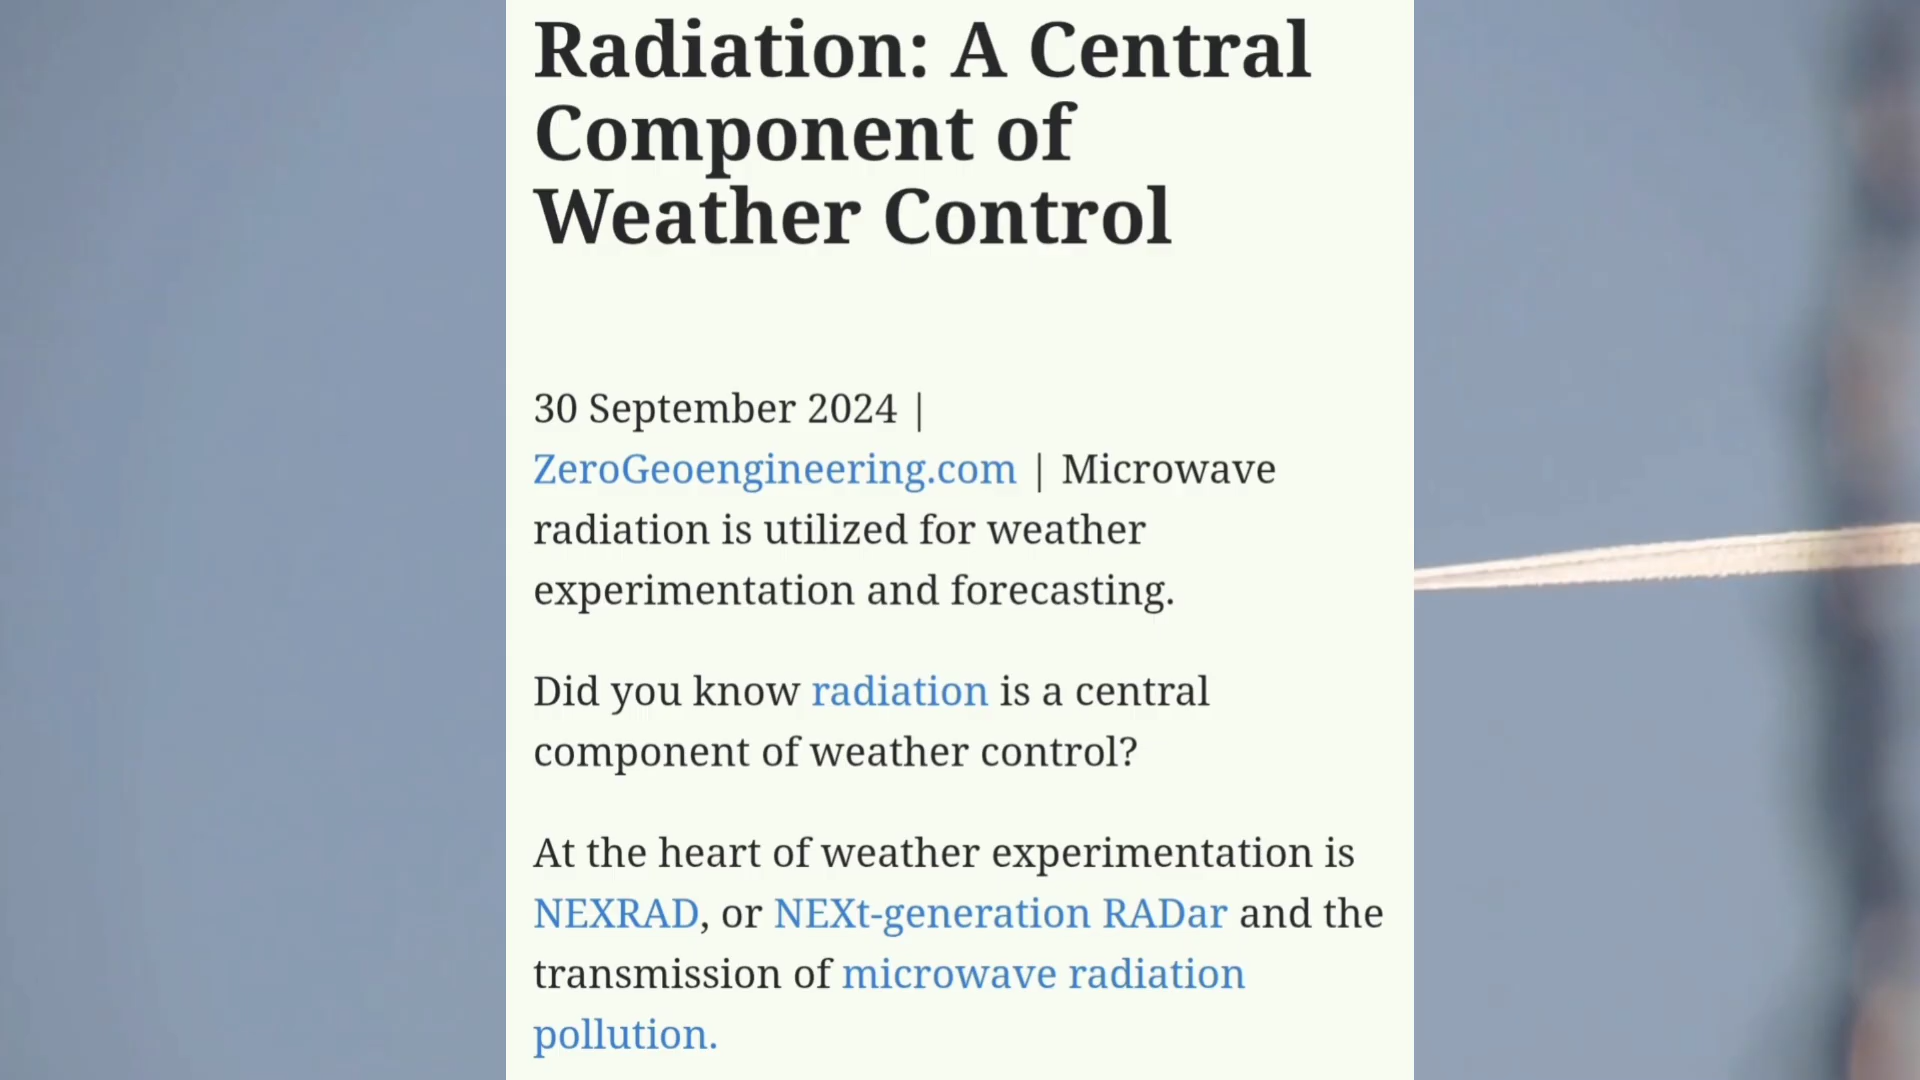 Radiation: A Central
Component of
Weather Control
30 September 2024 |
ZeroGeoengineering.com | Microwave
radiation is utilized for weather
experimentation and forecasting.
Did you know radiation is a central
component of weather control?
At the heart of weather experimentation is
NEXRAD, or NEXt-generation RADar and the
transmission of microwave radiation
pollution.